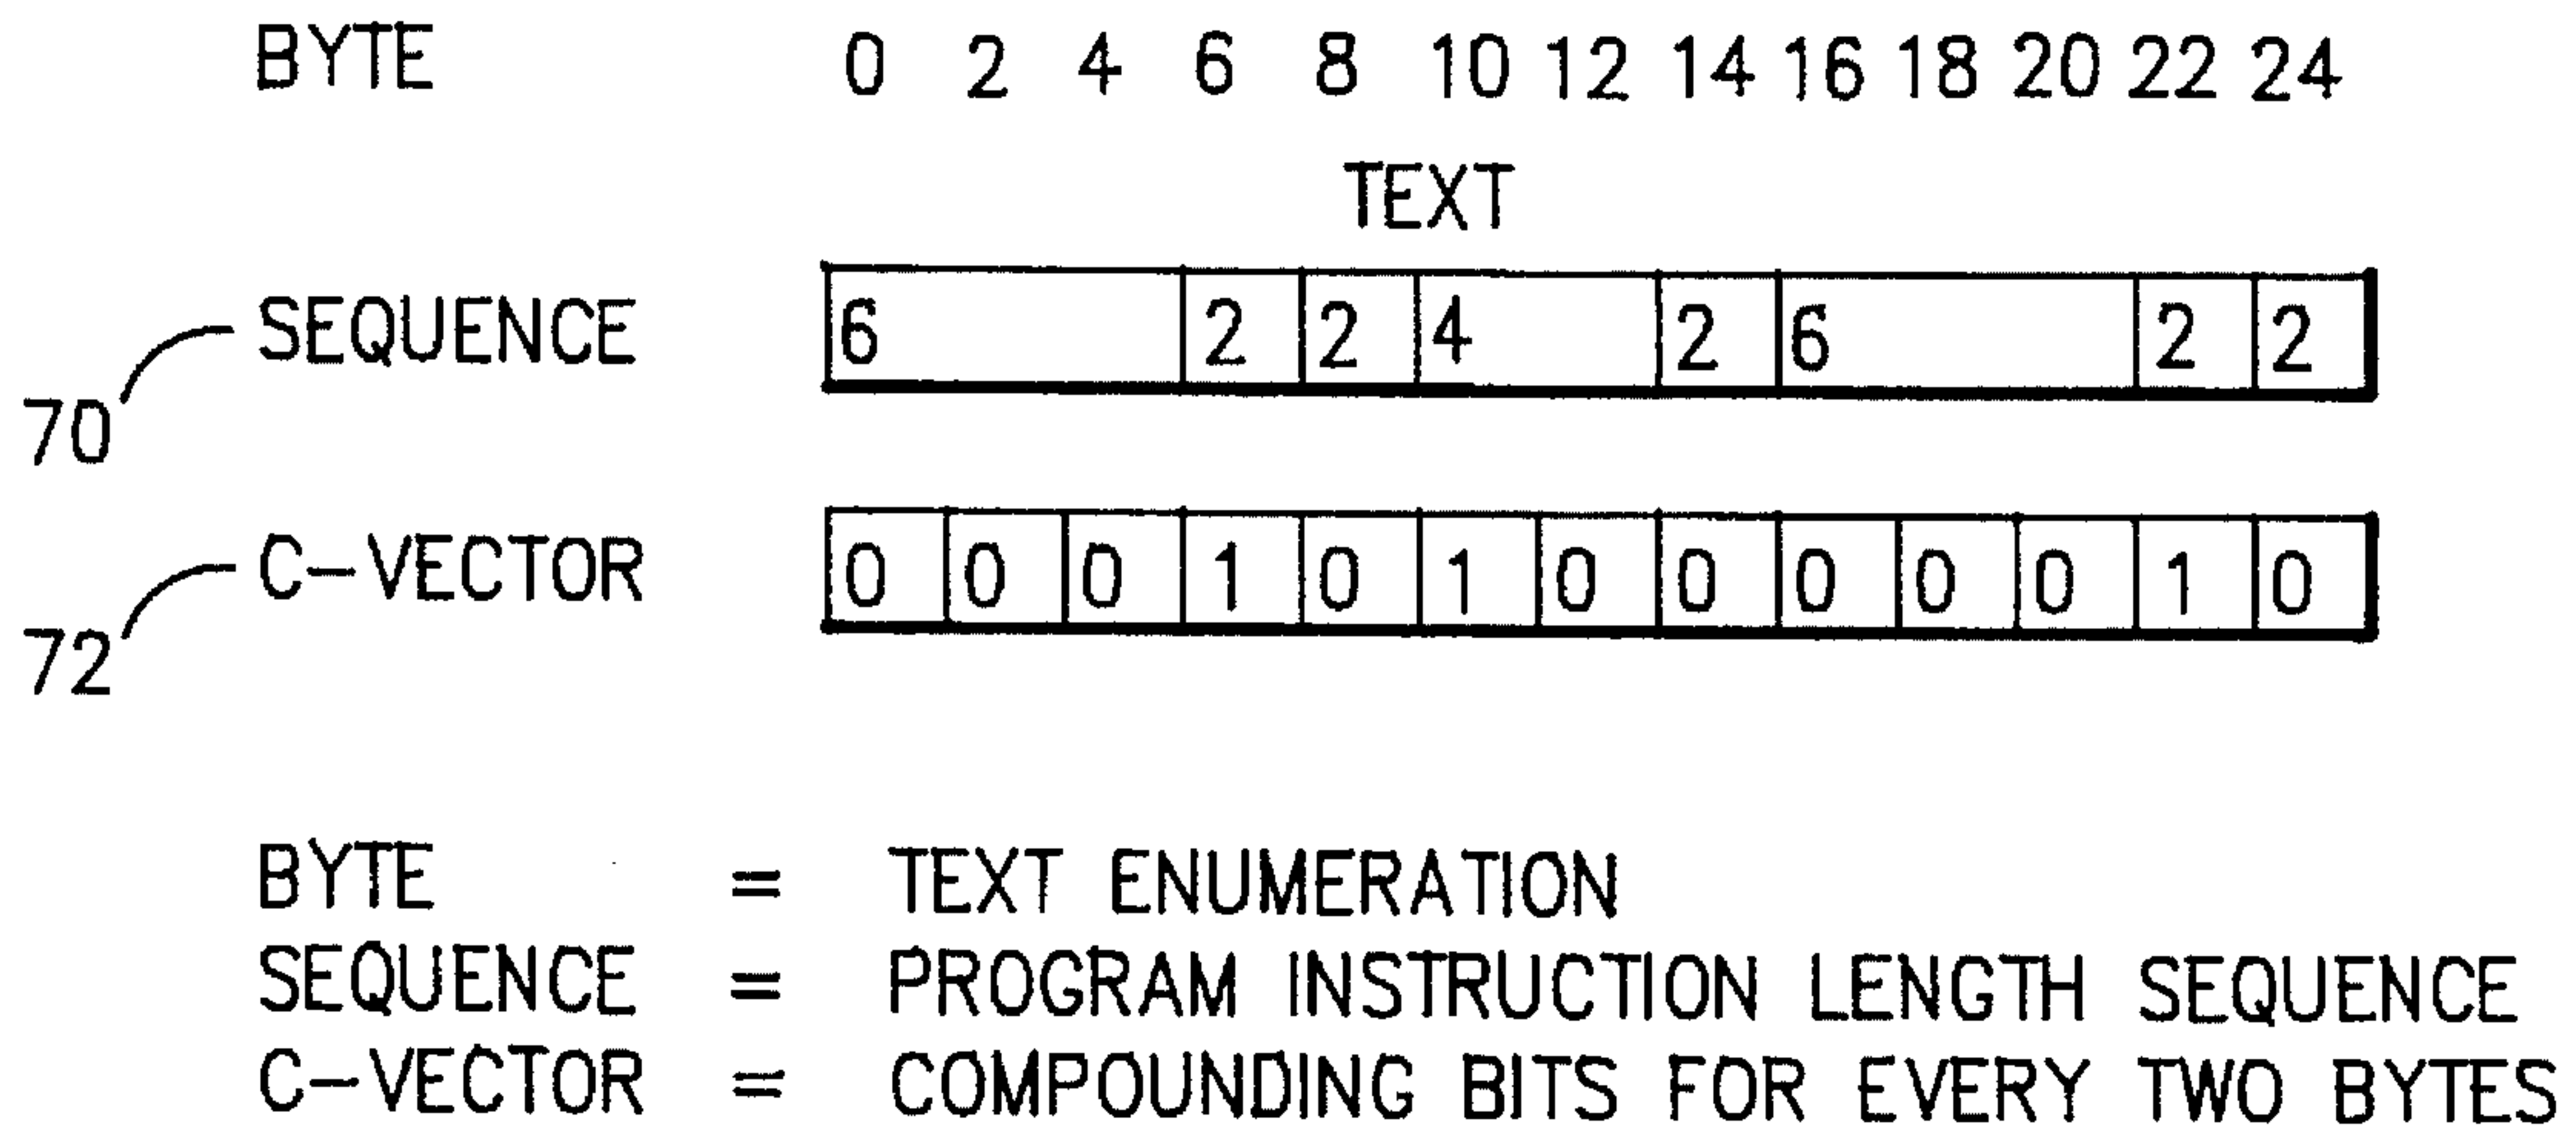 BYTE 0 2 4 6 8 10 12 14 16 18 20 22 24
TEXT
SEQUENCE 6 2 2 4 2 6 2 2
70
C-VECTOR 0 0 0 1 0 1 0 0 0 0 0 1 0
72
BYTE = TEXT ENUMERATION
SEQUENCE = PROGRAM INSTRUCTION LENGTH SEQUENCE
C-VECTOR = COMPOUNDING BITS FOR EVERY TWO BYTES